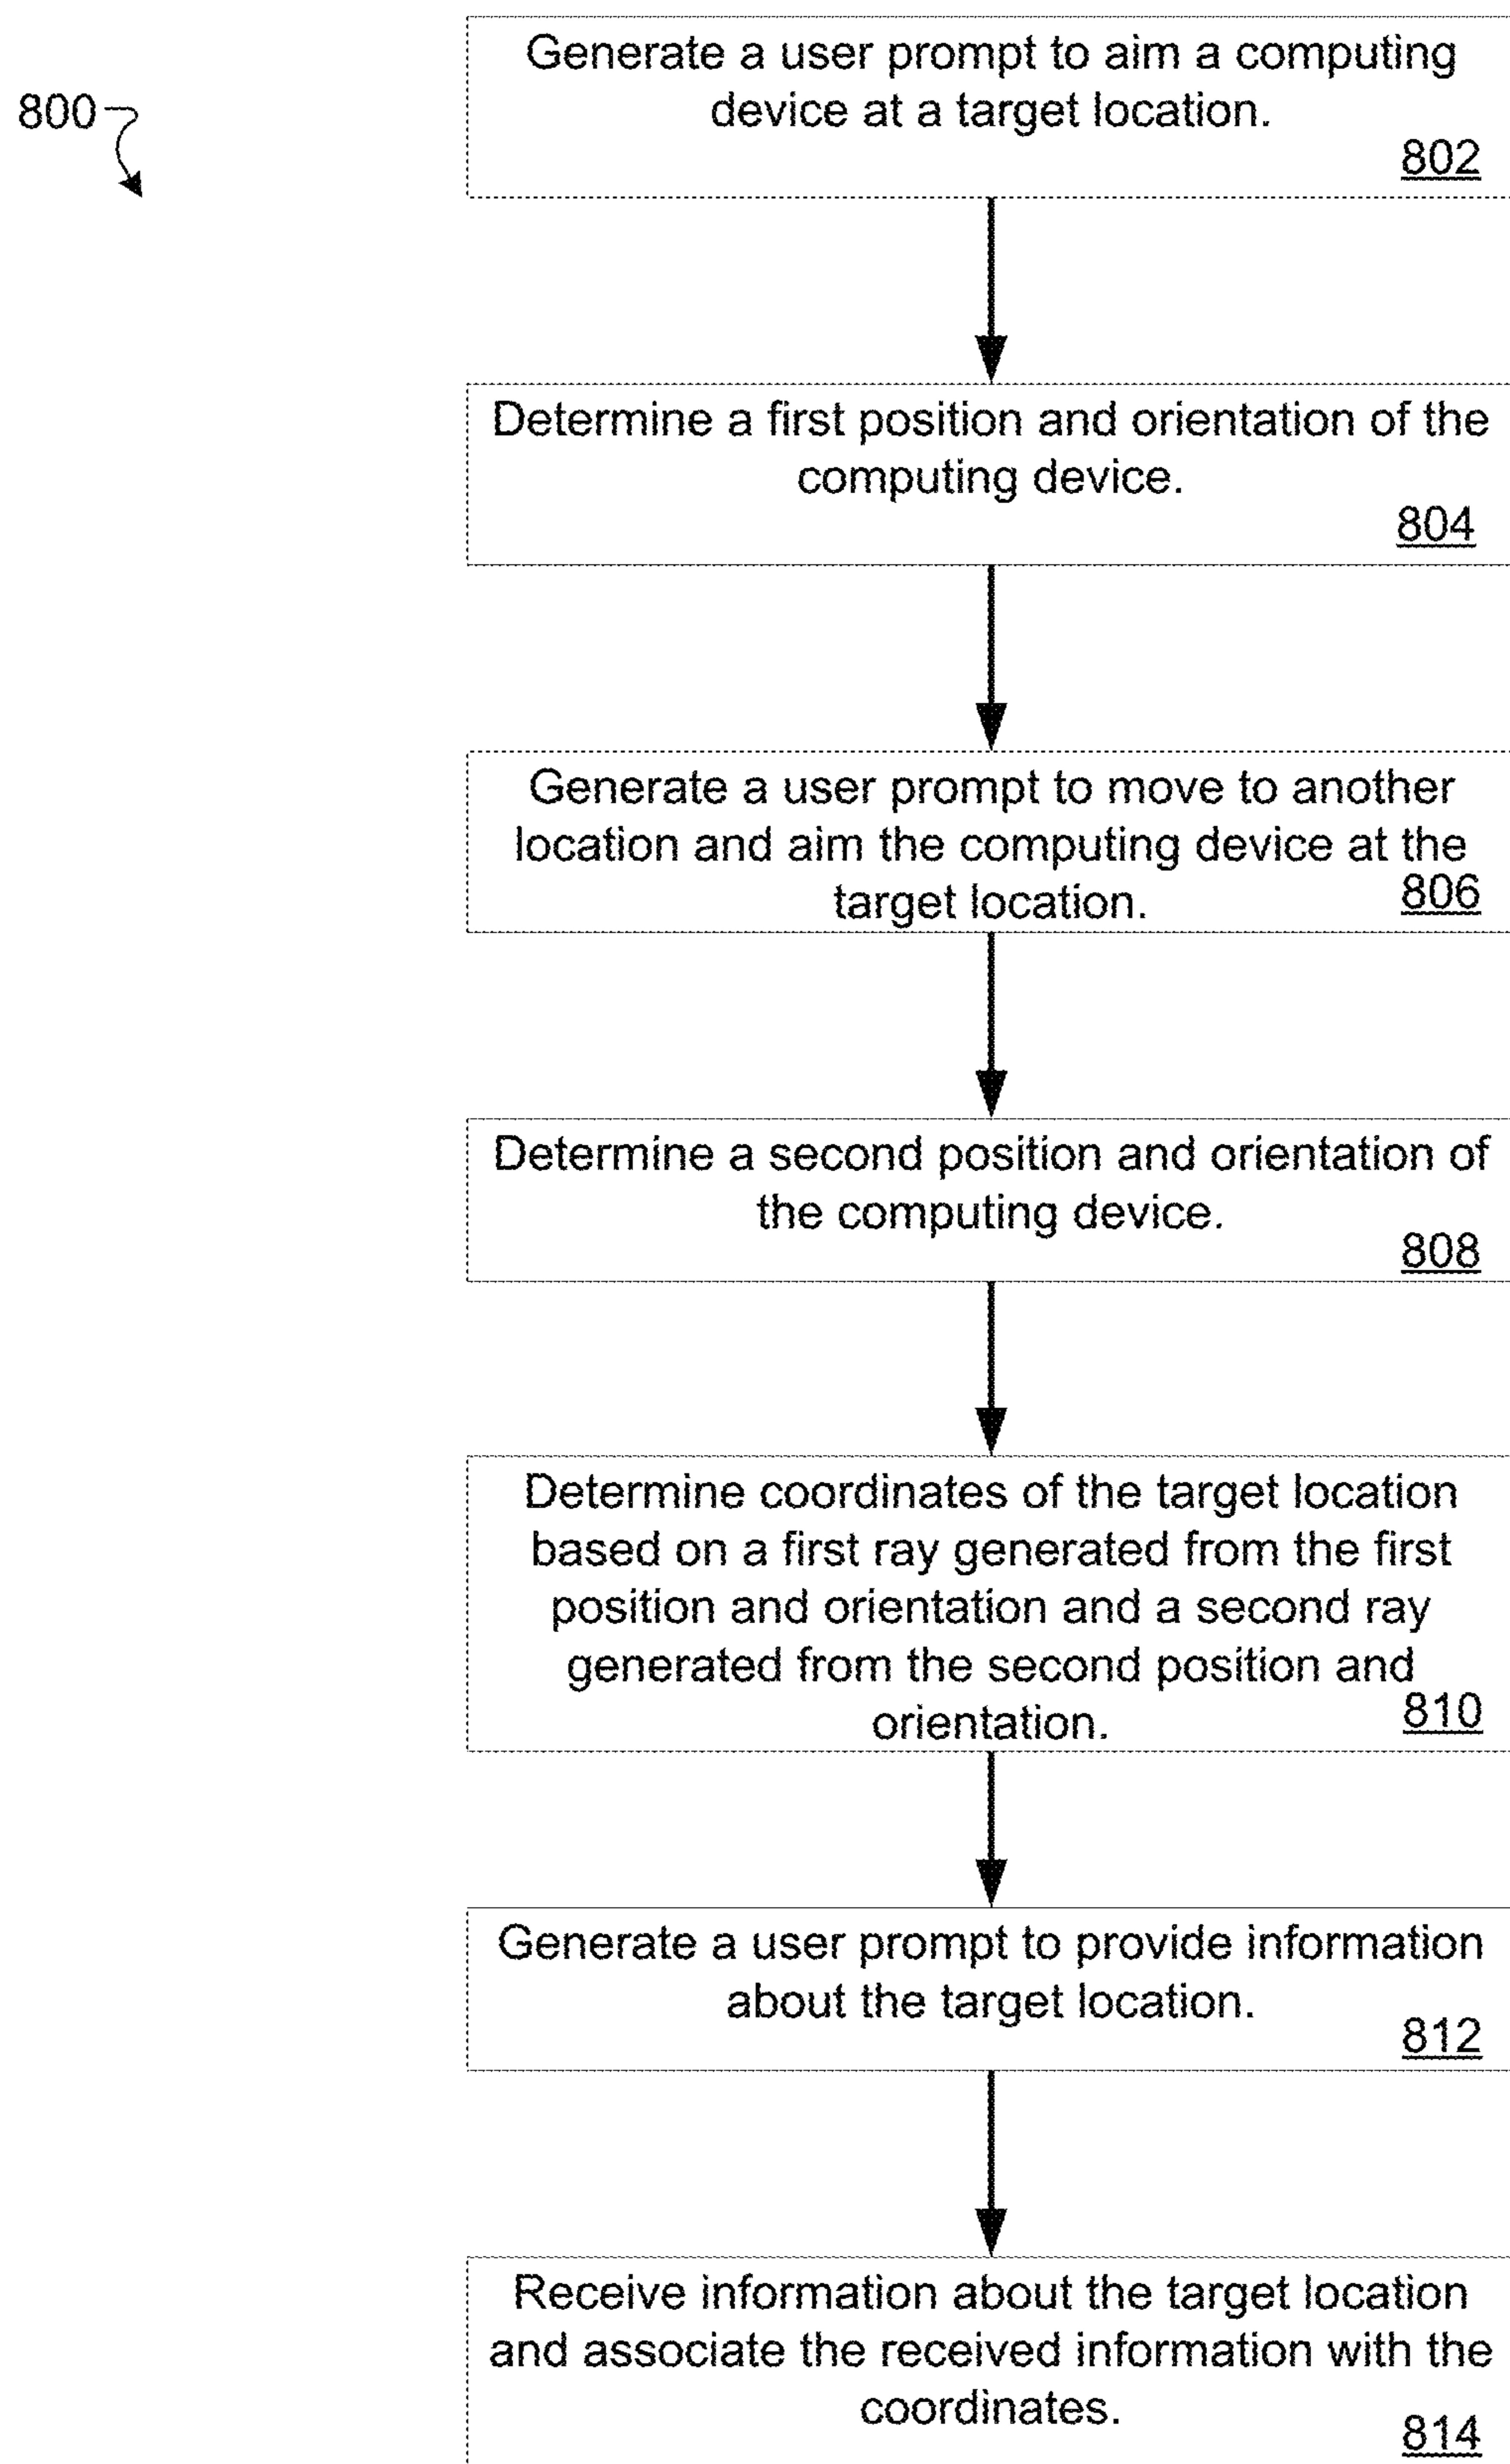 800
Generate a user prompt to aim a computing
device at a target location.
802
Determine a first position and orientation of the
computing device.
804
Generate a user prompt to move to another
location and aim the computing device at the
target location.
806
Determine a second position and orientation of
the computing device.
808
Determine coordinates of the target location
based on a first ray generated from the first
position and orientation and a second ray
generated from the second position and
orientation.
810
Generate a user prompt to provide information
about the target location.
812
Receive information about the target location
and associate the received information with the
coordinates.
814